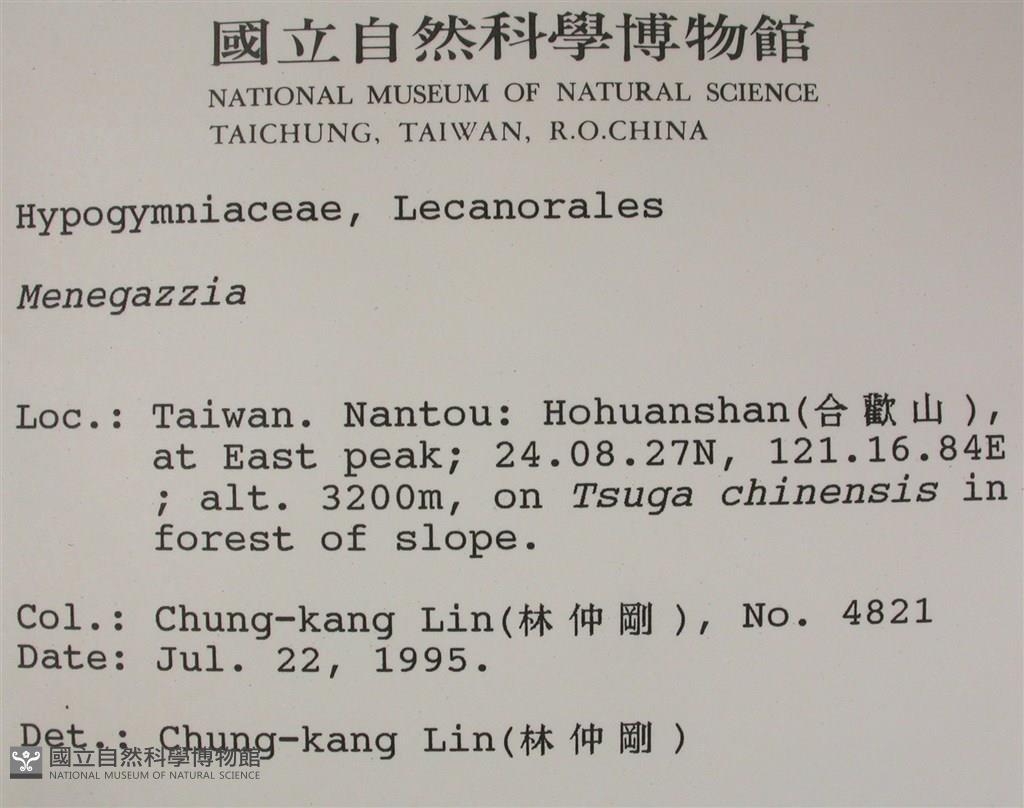 國立自然科學博物館
NATIONAL MUSEUM OF NATURAL SCIENCE
TAICHUNG, TAIWAN, R.O.CHINA
Hypogymniaceae, Lecanorales
Menegazzia
Loc.: Taiwan. Nantou: Hohuanshan(合歡山),
at East peak; 24.08.27N, 121.16.84E
; alt. 3200m, on Tsuga chinensis in
forest of slope.
Col.: Chung-kang Lin(林仲剛), No. 4821
Date: Jul. 22, 1995.
Det.: Chung-kang Lin(林仲剛)
國立自然科學博物館
NATIONAL MUSEUM OF NATURAL SCIENCE